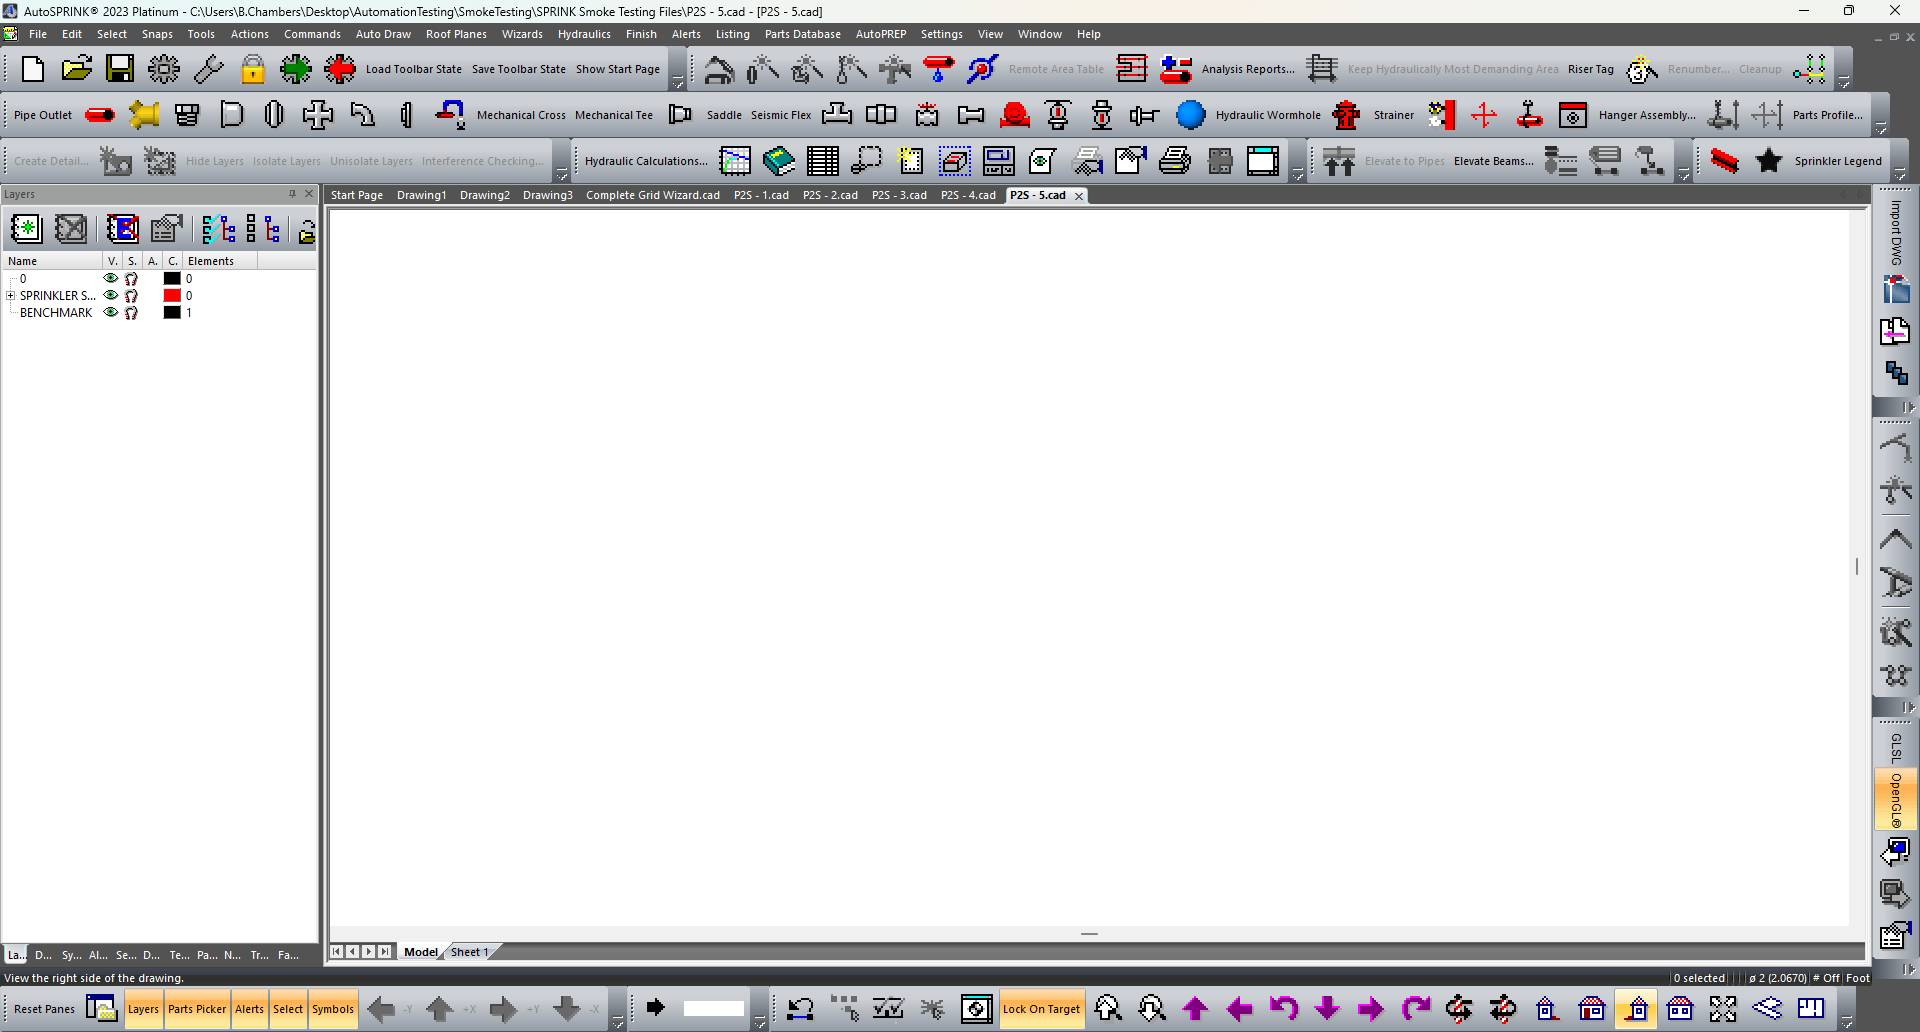 AutoSPRINK® 2023 Platinum - C:\Users\B.Chambers\Desktop\AutomationTesting\SmokeTesting\SPRINK Smoke Testing Files\P2S - 5.cad - [P2S - 5.cad]
File Edit Select Snaps Tools Actions Commands Auto Draw Roof Planes Wizards Hydraulics Finish Alerts Listing Parts Database AutoPREP Settings View Window Help
Load Toolbar State Save Toolbar State Show Start Page Remote Area Table Analysis Reports... Keep Hydraulically Most Demanding Area Riser Tag Renumber... Cleanup
Pipe Outlet Mechanical Cross Mechanical Tee Saddle Seismic Flex Hydraulic Wormhole Strainer Hanger Assembly... Parts Profile...
Create Detail... Hide Layers Isolate Layers Unisolate Layers Interference Checking... Hydraulic Calculations... Elevate to Pipes Elevate Beams... Sprinkler Legend
Layers
Start Page Drawing1 Drawing2 Drawing3 Complete Grid Wizard.cad P2S - 1.cad P2S - 2.cad P2S - 3.cad P2S - 4.cad P2S - 5.cad
Name V. S. A. C. Elements
0 0
SPRINKLER S... 0
BENCHMARK 1
Import DWG
GLSL
OpenGL®
Model Sheet 1
La... D... Sy... Al... Se... D... Te... Pa... N... Tr... Fa...
View the right side of the drawing.
0 selected ø 2 (2.0670) # Off Foot
Reset Panes Layers Parts Picker Alerts Select Symbols -Y +X +Y -X Lock On Target